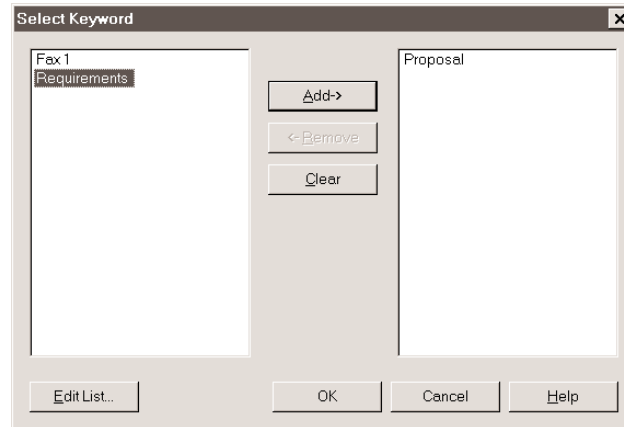 Select Keyword
Fax 1
Requirements
Add->
<-Remove
Clear
Proposal
Edit List...
OK
Cancel
Help